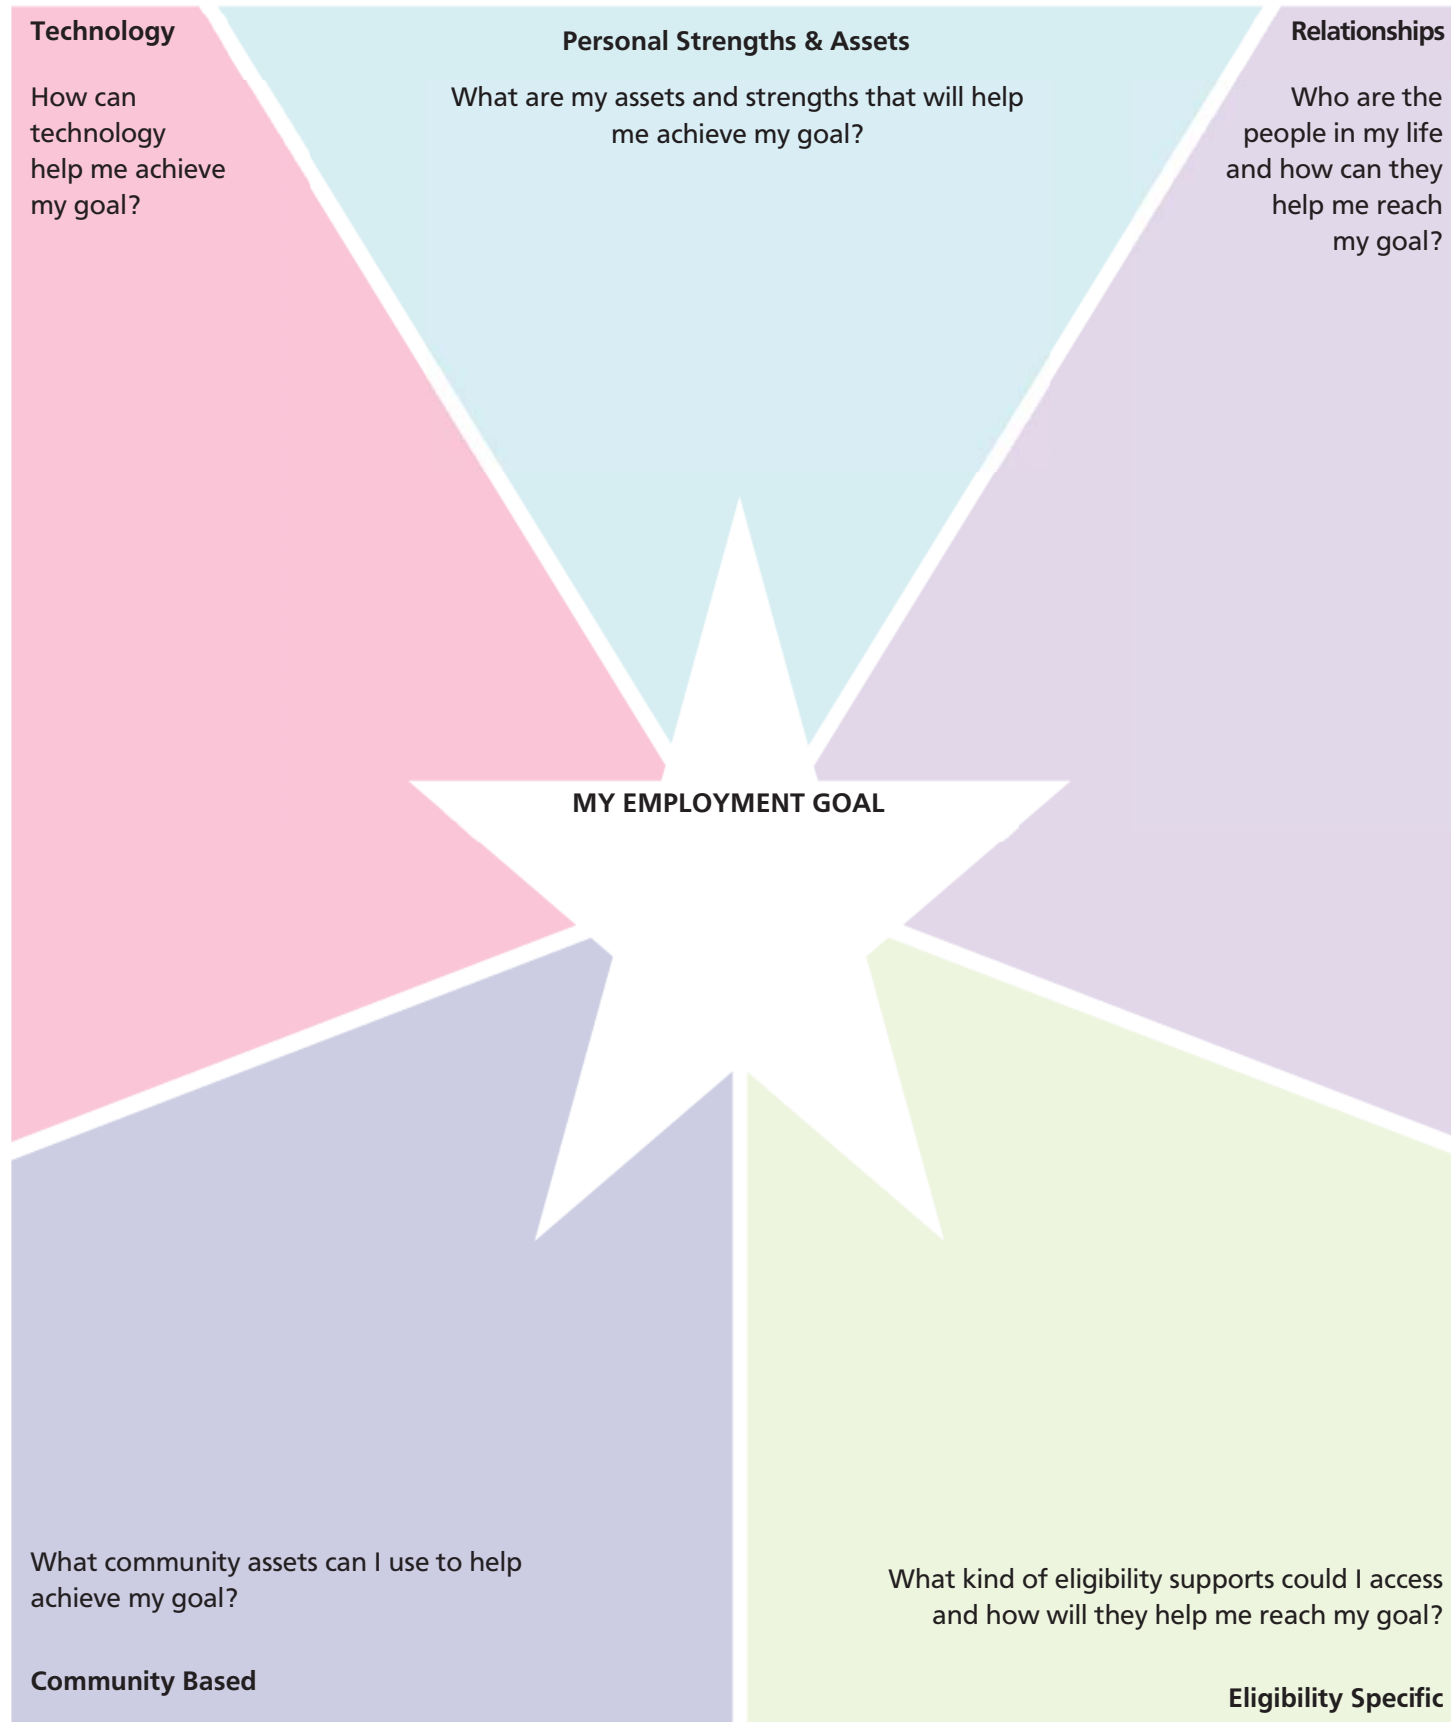 Technology
How can
technology
help me achieve
my goal?
Personal Strengths & Assets
What are my assets and strengths that will help
me achieve my goal?
Relationships
Who are the
people in my life
and how can they
help me reach
my goal?
MY EMPLOYMENT GOAL
What community assets can I use to help
achieve my goal?
Community Based
What kind of eligibility supports could I access
and how will they help me reach my goal?
Eligibility Specific